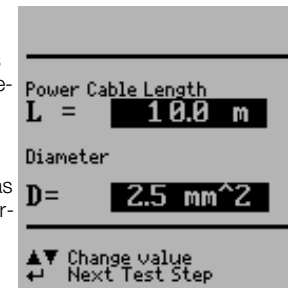 Power Cable Length
L = 10.0 m
Diameter
D= 2.5 mm^2
▲▼ Change value
↵ Next Test Step